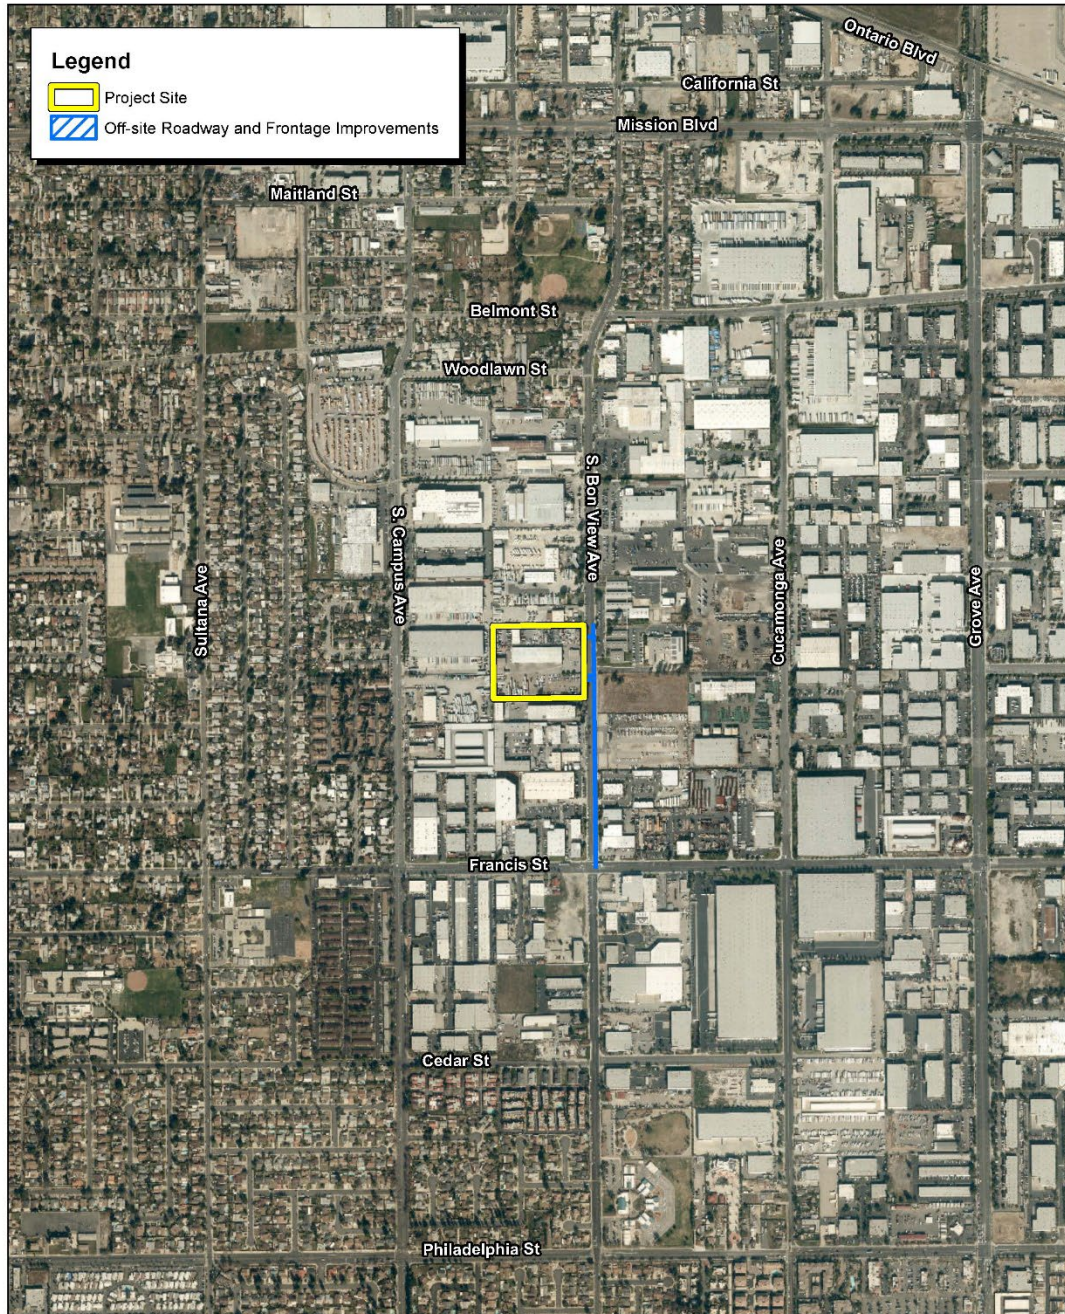 Legend
Project Site
Off-site Roadway and Frontage Improvements
Ontario Blvd
California St
Mission Blvd
Maitland St
Belmont St
Woodlawn St
S. Bon View Ave
S. Campus Ave
Sultana Ave
Cucamonga Ave
Grove Ave
Francis St
Cedar St
Philadelphia St